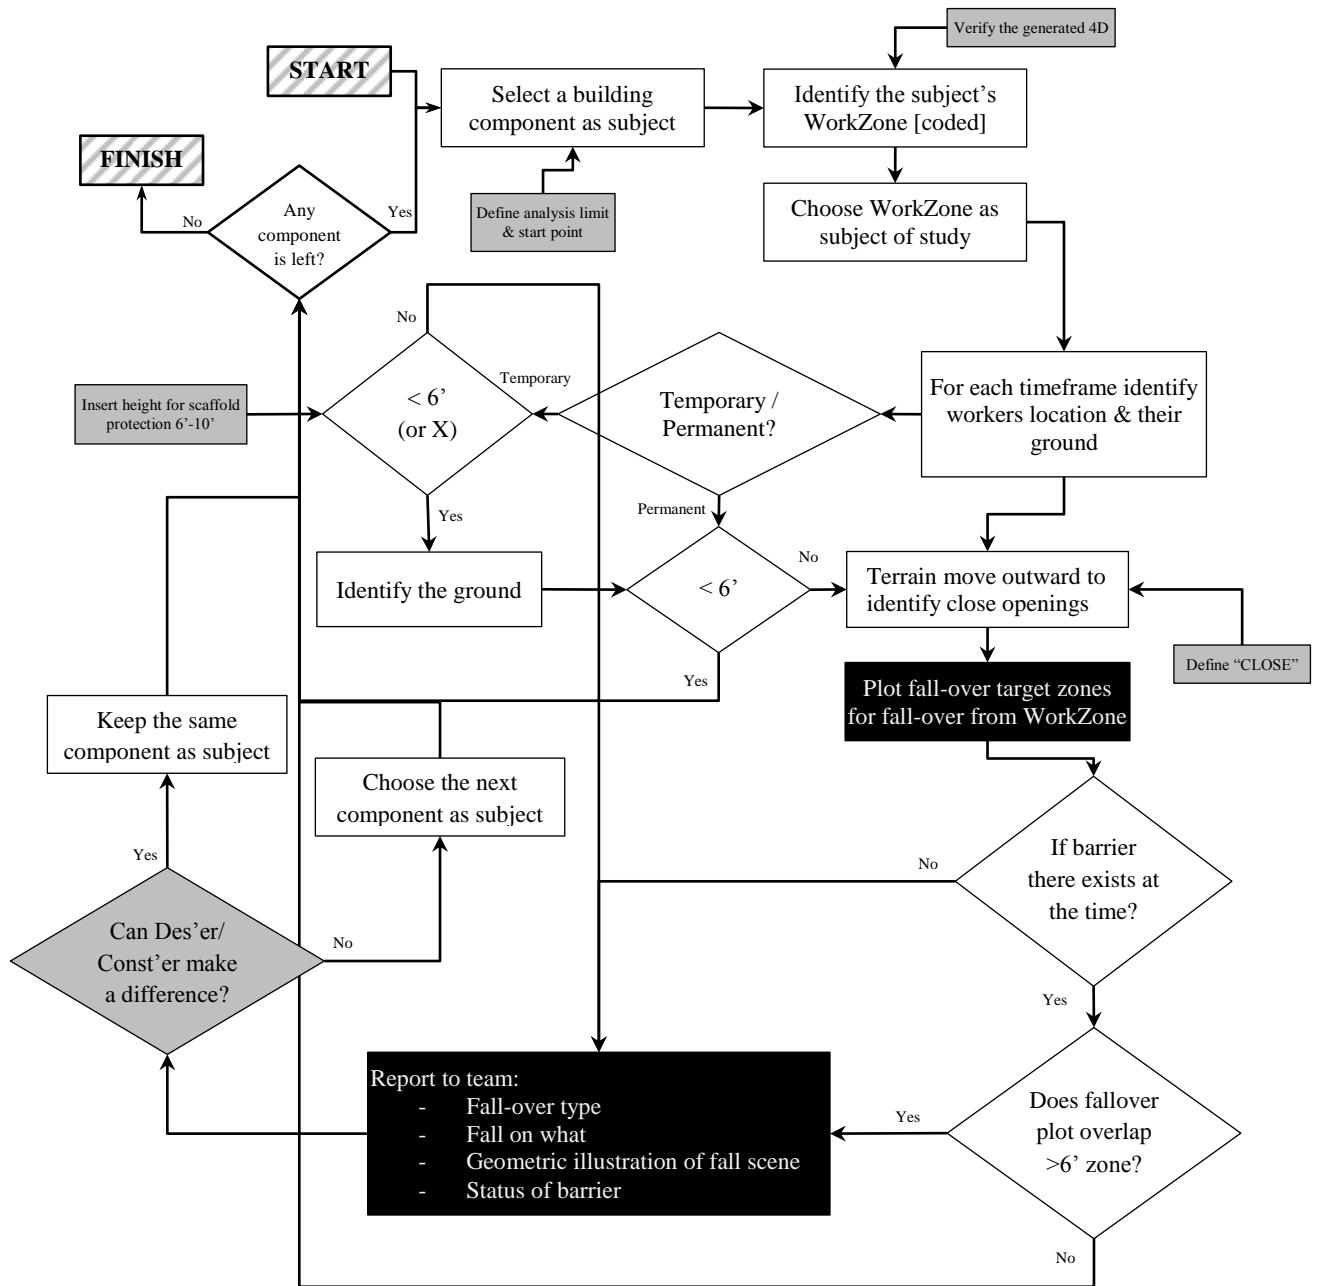 Verify the generated 4D
START
Select a building
component as subject
Identify the subject’s
WorkZone [coded]
FINISH
No
Any
component
is left?
Yes
Define analysis limit
& start point
Choose WorkZone as
subject of study
No
< 6’
(or X)
Temporary
Temporary /
Permanent?
For each timeframe identify
workers location & their
ground
Insert height for scaffold
protection 6’-10’
Yes
Permanent
Identify the ground
< 6’
No
Terrain move outward to
identify close openings
Define “CLOSE”
Yes
Plot fall-over target zones
for fall-over from WorkZone
Keep the same
component as subject
Choose the next
component as subject
Yes
No
If barrier
there exists at
the time?
Can Des’er/
Const’er make
a difference?
No
Yes
Report to team:
- Fall-over type
- Fall on what
- Geometric illustration of fall scene
- Status of barrier
Yes
Does fallover
plot overlap
>6’ zone?
No